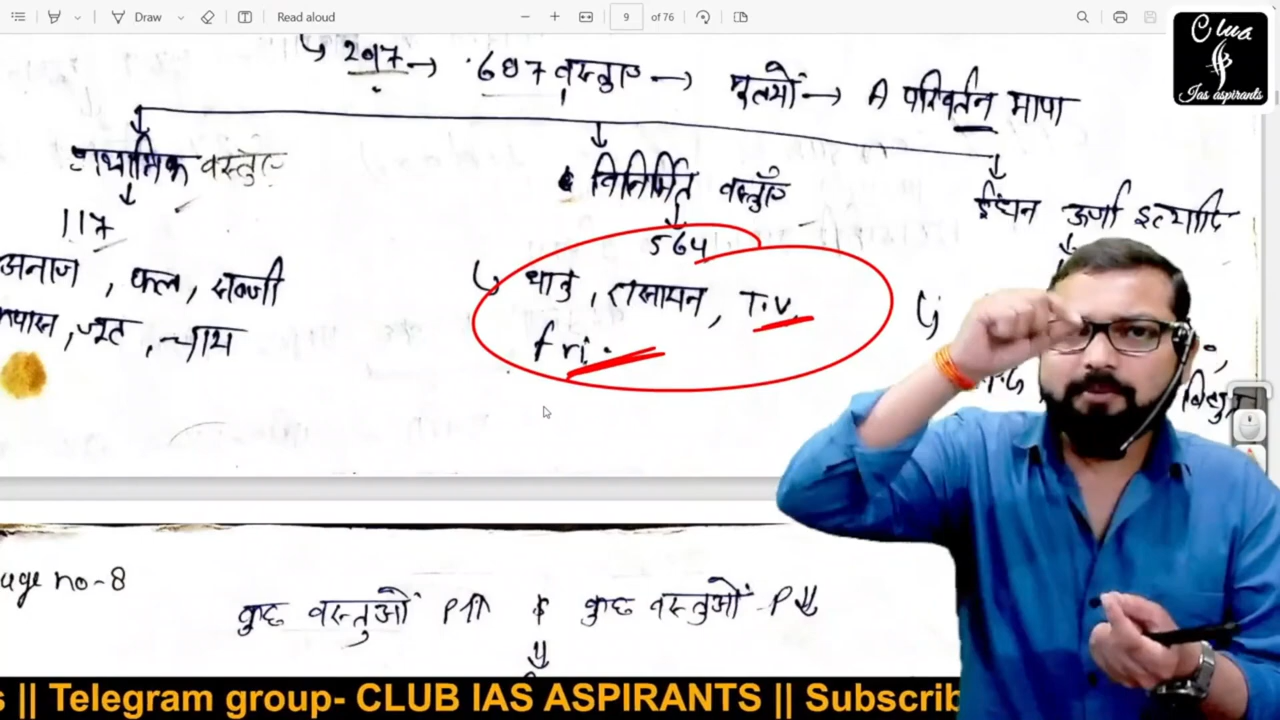 Draw
Read aloud
9 of 76
Clua
Ias aspirants
2017 → 697 वस्तुए → मूल्यों → A परिवर्तन मापा
प्राथमिक वस्तुए
विनिर्मित वस्तुएँ
ईंधन ऊर्जा इत्यादि
117
564
अनाज , फल, सब्जी
धातु , रासायन, T.V.
कपास , जूट , चाय
fri.
age no-8
कुछ वस्तुओं P↑↑ & कुछ वस्तुओं P↓↓
s || Telegram group- CLUB IAS ASPIRANTS || Subscrib